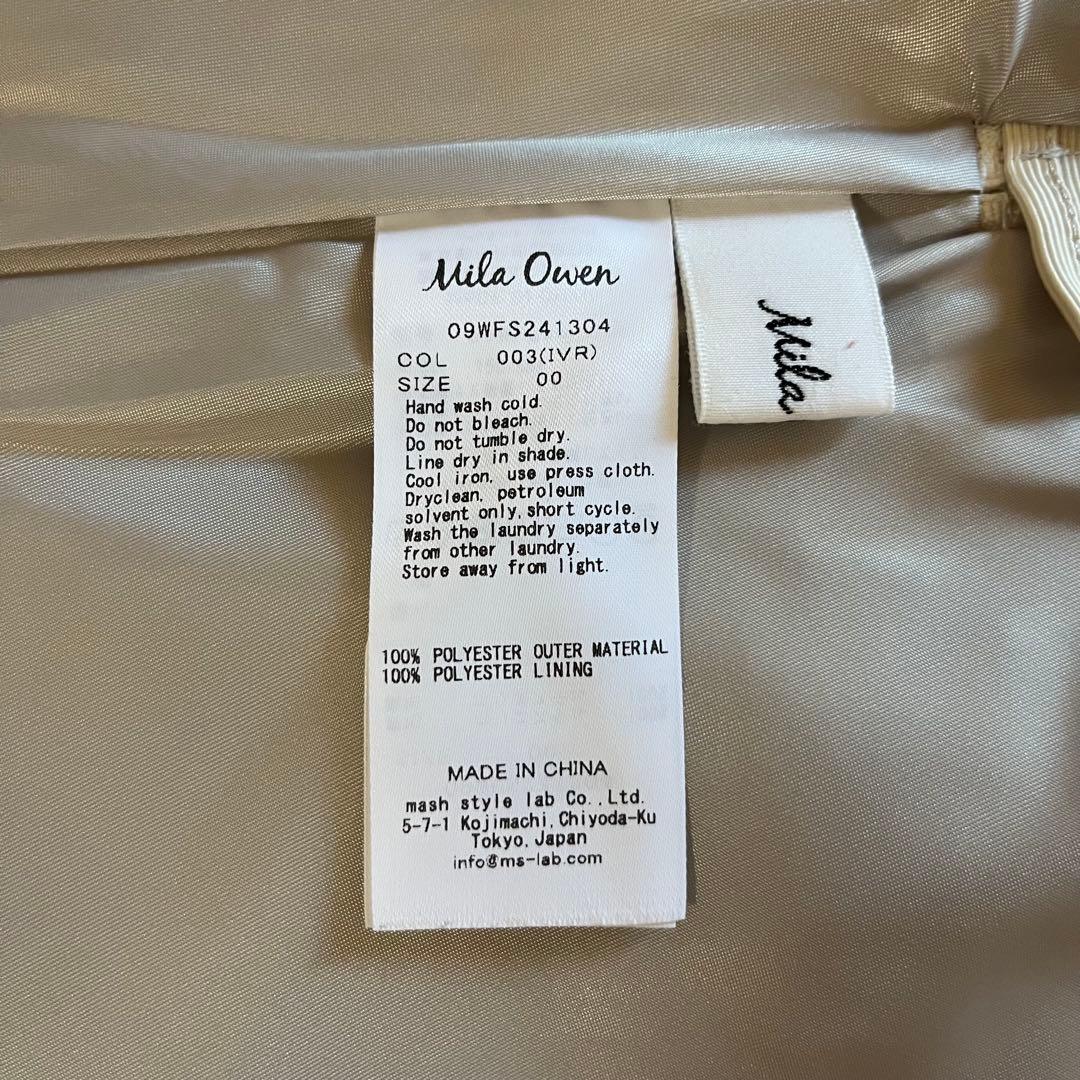 Mila Owen
09WFS241304
COL 003(IVR)
SIZE 00
Hand wash cold.
Do not bleach.
Do not tumble dry.
Line dry in shade.
Cool iron, use press cloth.
Dryclean, petroleum
solvent only, short cycle.
Wash the laundry separately
from other laundry.
Store away from light.
100% POLYESTER OUTER MATERIAL
100% POLYESTER LINING
MADE IN CHINA
mash style lab Co.,Ltd.
5-7-1 Kojimachi, Chiyoda-Ku
Tokyo, Japan
info@ms-lab.com
Mila